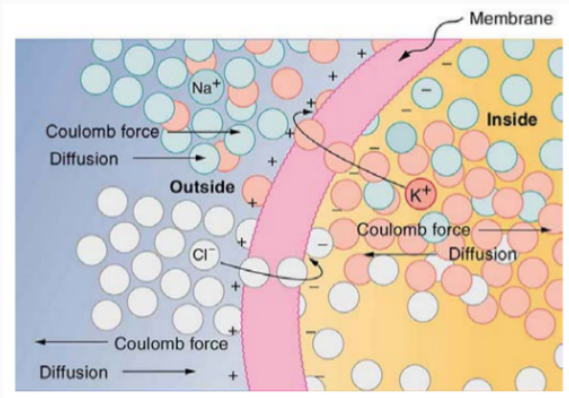 Membrane
Na⁺
Inside
Coulomb force
Diffusion
Outside
K⁺
Coulomb force
Diffusion
Cl⁻
Coulomb force
Diffusion